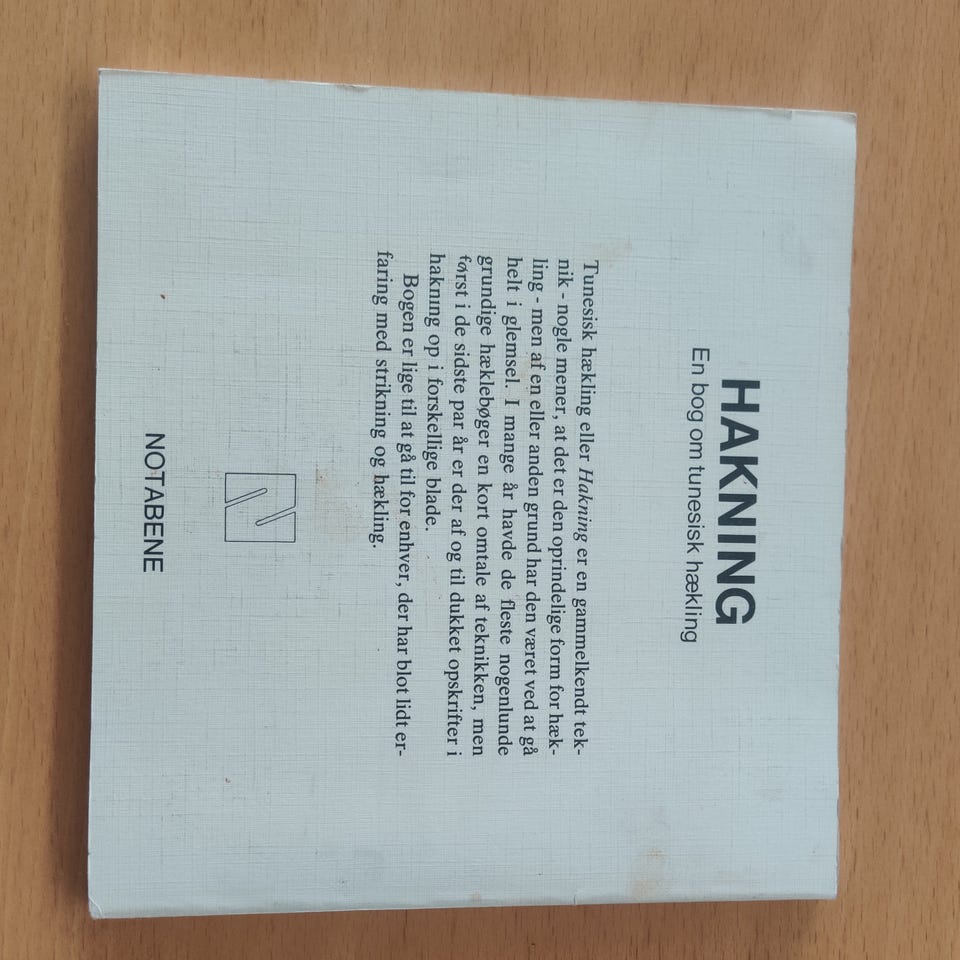 HAKNING
En bog om tunesisk hækling
Tunesisk hækling eller Hakning er en gammelkendt tek-
nik - nogle mener, at det er den oprindelige form for hæk-
ling - men af en eller anden grund har den været ved at gå
helt i glemsel. I mange år havde de fleste nogenlunde
grundige hæklebøger en kort omtale af teknikken, men
først i de sidste par år er der af og til dukket opskrifter i
hakning op i forskellige blade.
Bogen er lige til at gå til for enhver, der har blot lidt er-
faring med strikning og hækling.
NOTABENE